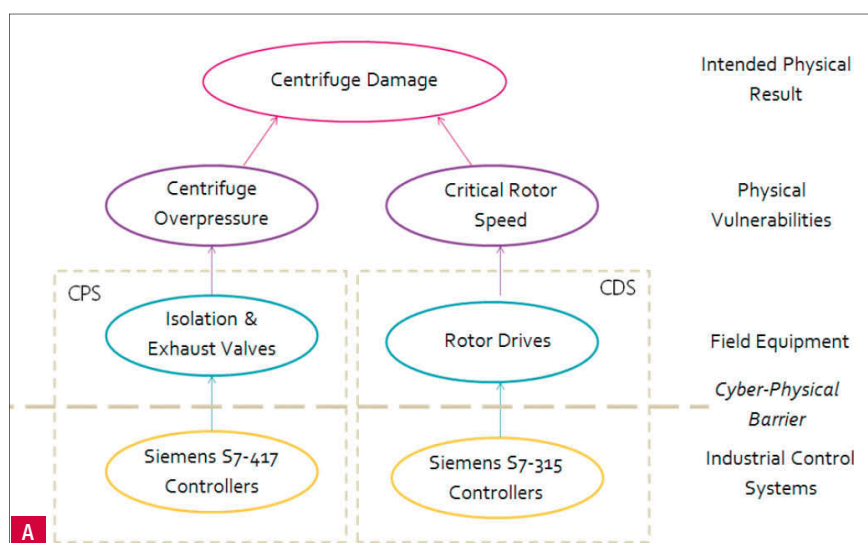 Centrifuge Damage
Intended Physical
Result
Centrifuge
Overpressure
Critical Rotor
Speed
Physical
Vulnerabilities
CPS
CDS
Isolation &
Exhaust Valves
Rotor Drives
Field Equipment
Cyber-Physical
Barrier
Siemens S7-417
Controllers
Siemens S7-315
Controllers
Industrial Control
Systems
A